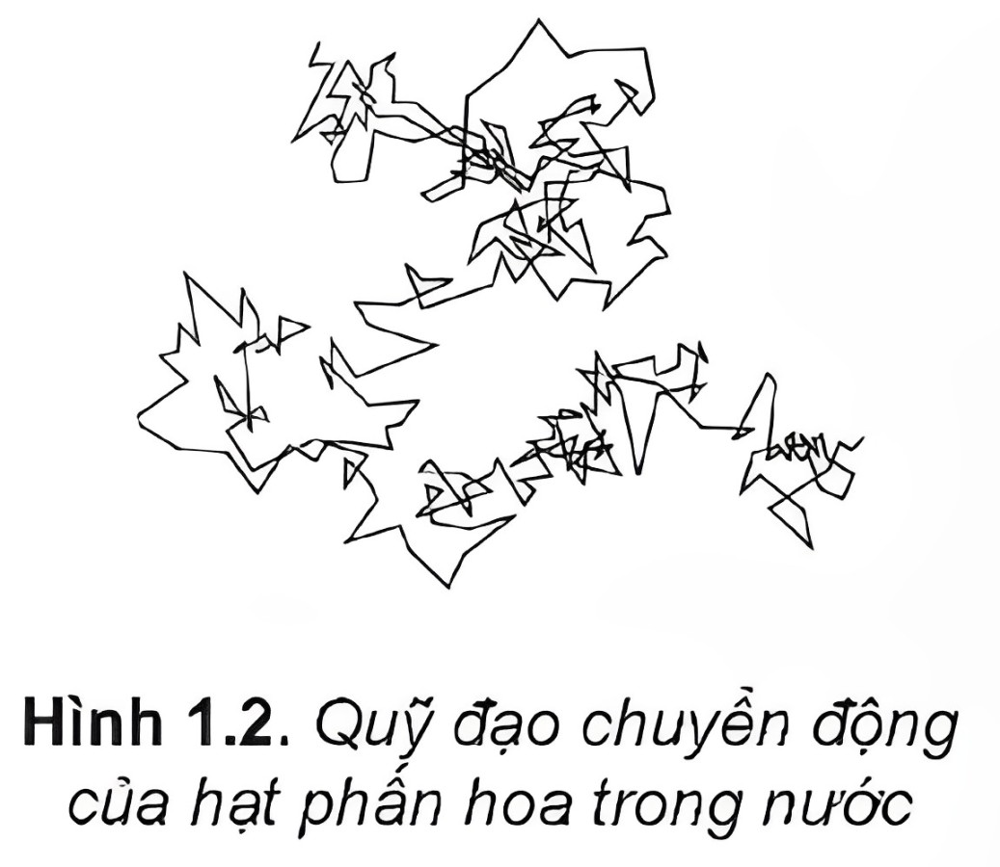 Hình 1.2. Quỹ đạo chuyển động
của hạt phấn hoa trong nước